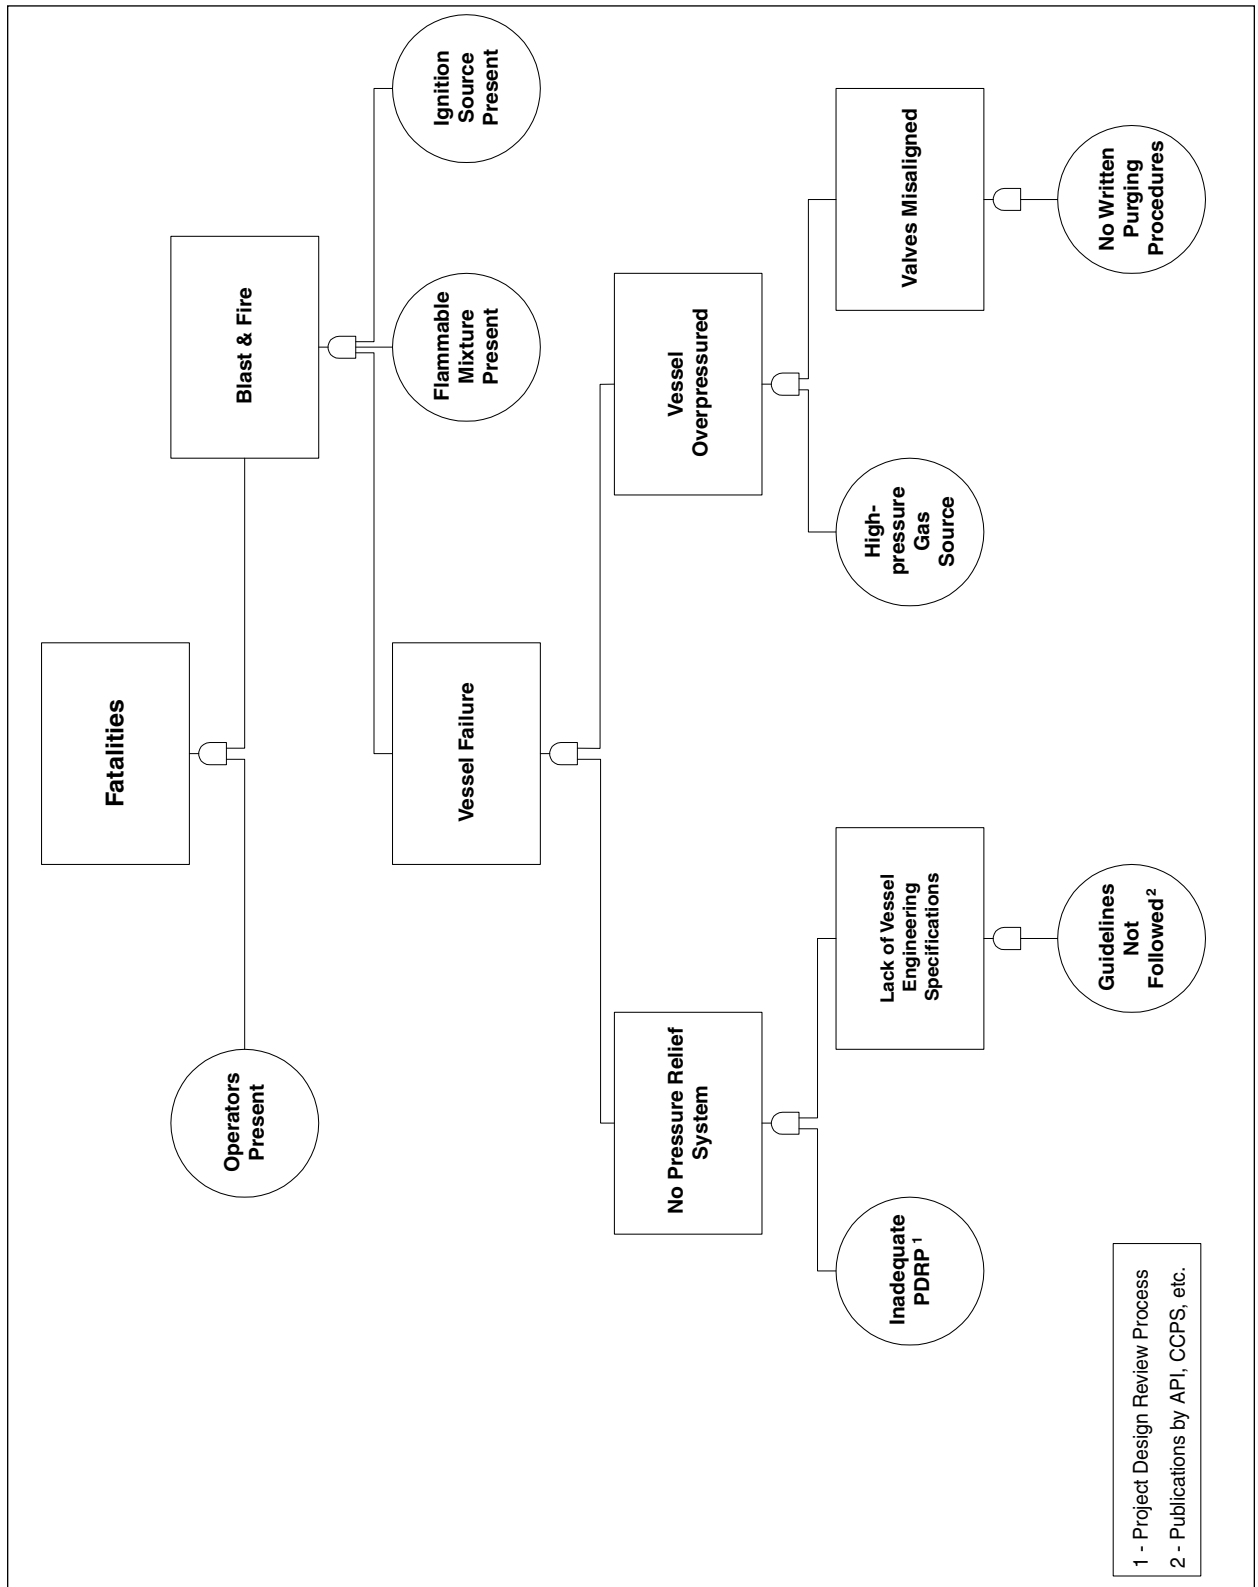 Fatalities
Operators
Present
Blast & Fire
Vessel Failure
Flammable
Mixture
Present
Ignition
Source
Present
No Pressure Relief
System
Vessel
Overpressured
Inadequate
PDRP¹
Lack of Vessel
Engineering
Specifications
High-
pressure
Gas
Source
Valves Misaligned
Guidelines
Not
Followed²
No Written
Purging
Procedures
1 - Project Design Review Process
2 - Publications by API, CCPS, etc.